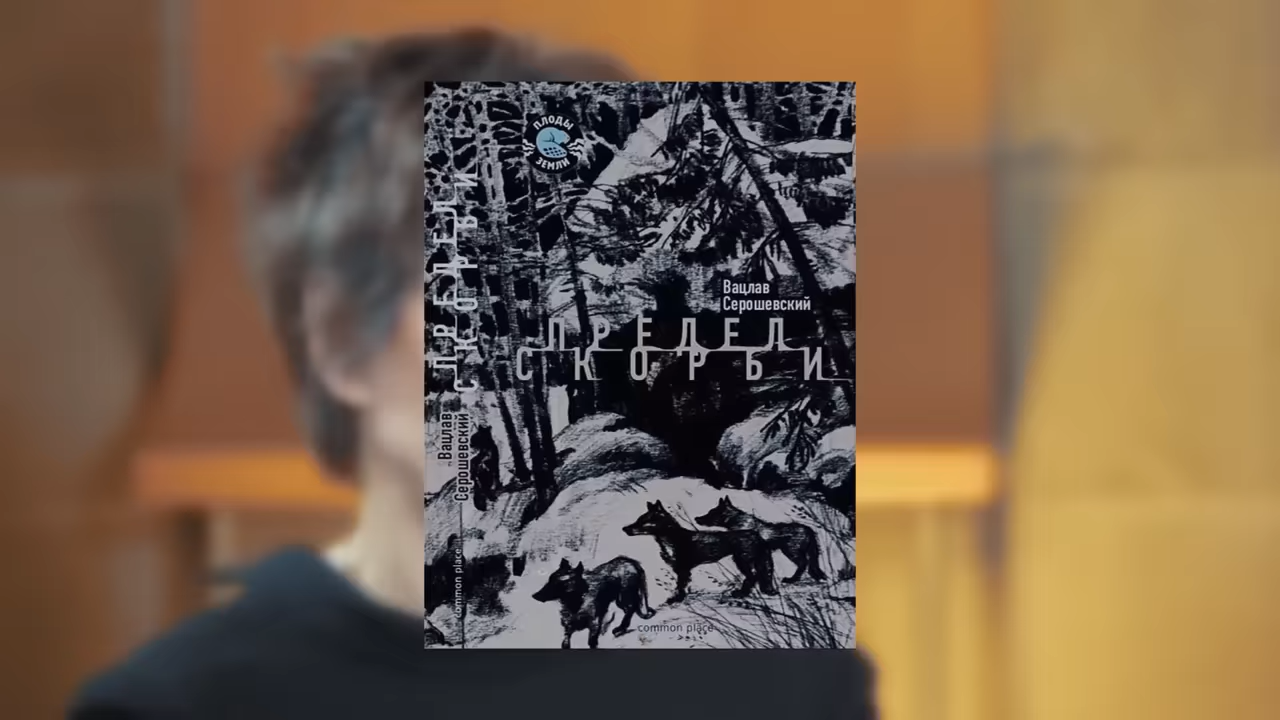 ПЛОДЫ
ЗЕМЛИ
Вацлав
Серошевский
ПРЕДЕЛ
СКОРБИ
common place
ПРЕДЕЛ
СКОРБИ
Вацлав
Серошевский
common place